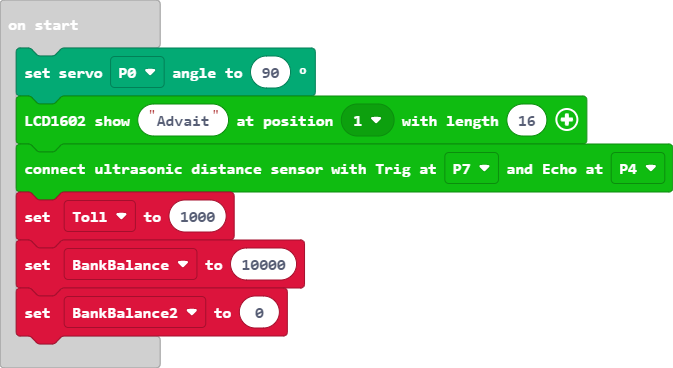 on start
set servo P0 angle to 90 °
LCD1602 show "Advait" at position 1 with length 16
connect ultrasonic distance sensor with Trig at P7 and Echo at P4
set Toll to 1000
set BankBalance to 10000
set BankBalance2 to 0